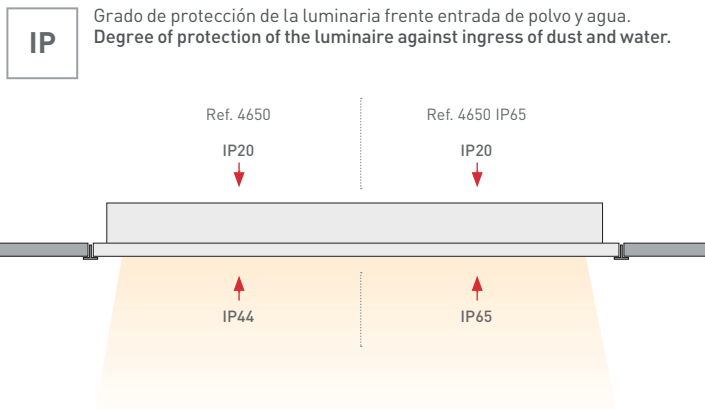 IP
Grado de protección de la luminaria frente entrada de polvo y agua.
Degree of protection of the luminaire against ingress of dust and water.
Ref. 4650
Ref. 4650 IP65
IP20
IP20
IP44
IP65